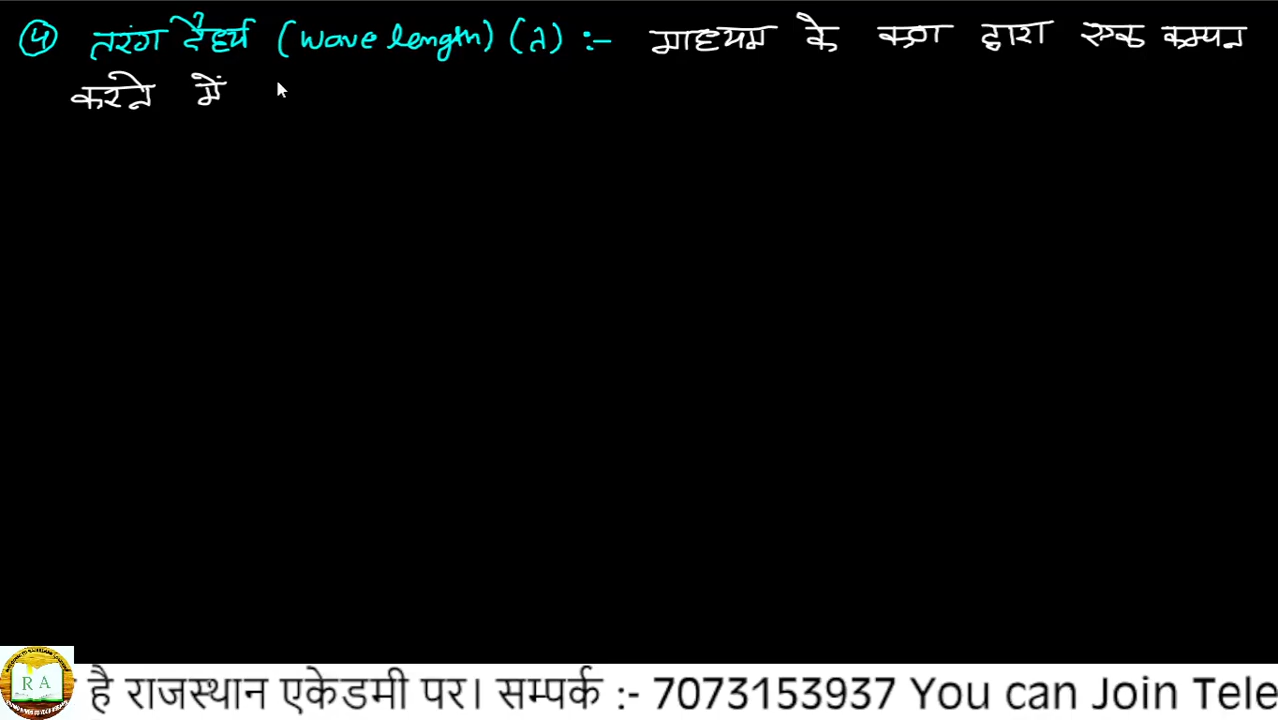 ④ तरंग दैर्ध्य (wave length) (λ) :- माध्यम के कण द्वारा एक कम्पन
करने में
R A
है राजस्थान एकेडमी पर। सम्पर्क :- 7073153937 You can Join Tele